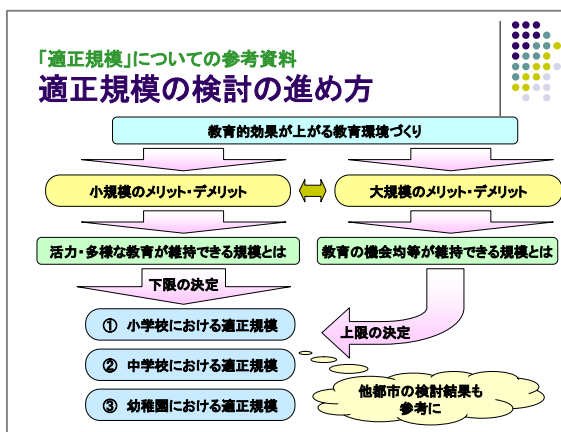 「適正規模」についての参考資料
適正規模の検討の進め方
教育的効果が上がる教育環境づくり
小規模のメリット・デメリット
大規模のメリット・デメリット
活力・多様な教育が維持できる規模とは
教育の機会均等が維持できる規模とは
下限の決定
上限の決定
① 小学校における適正規模
② 中学校における適正規模
③ 幼稚園における適正規模
他都市の検討結果も
参考に